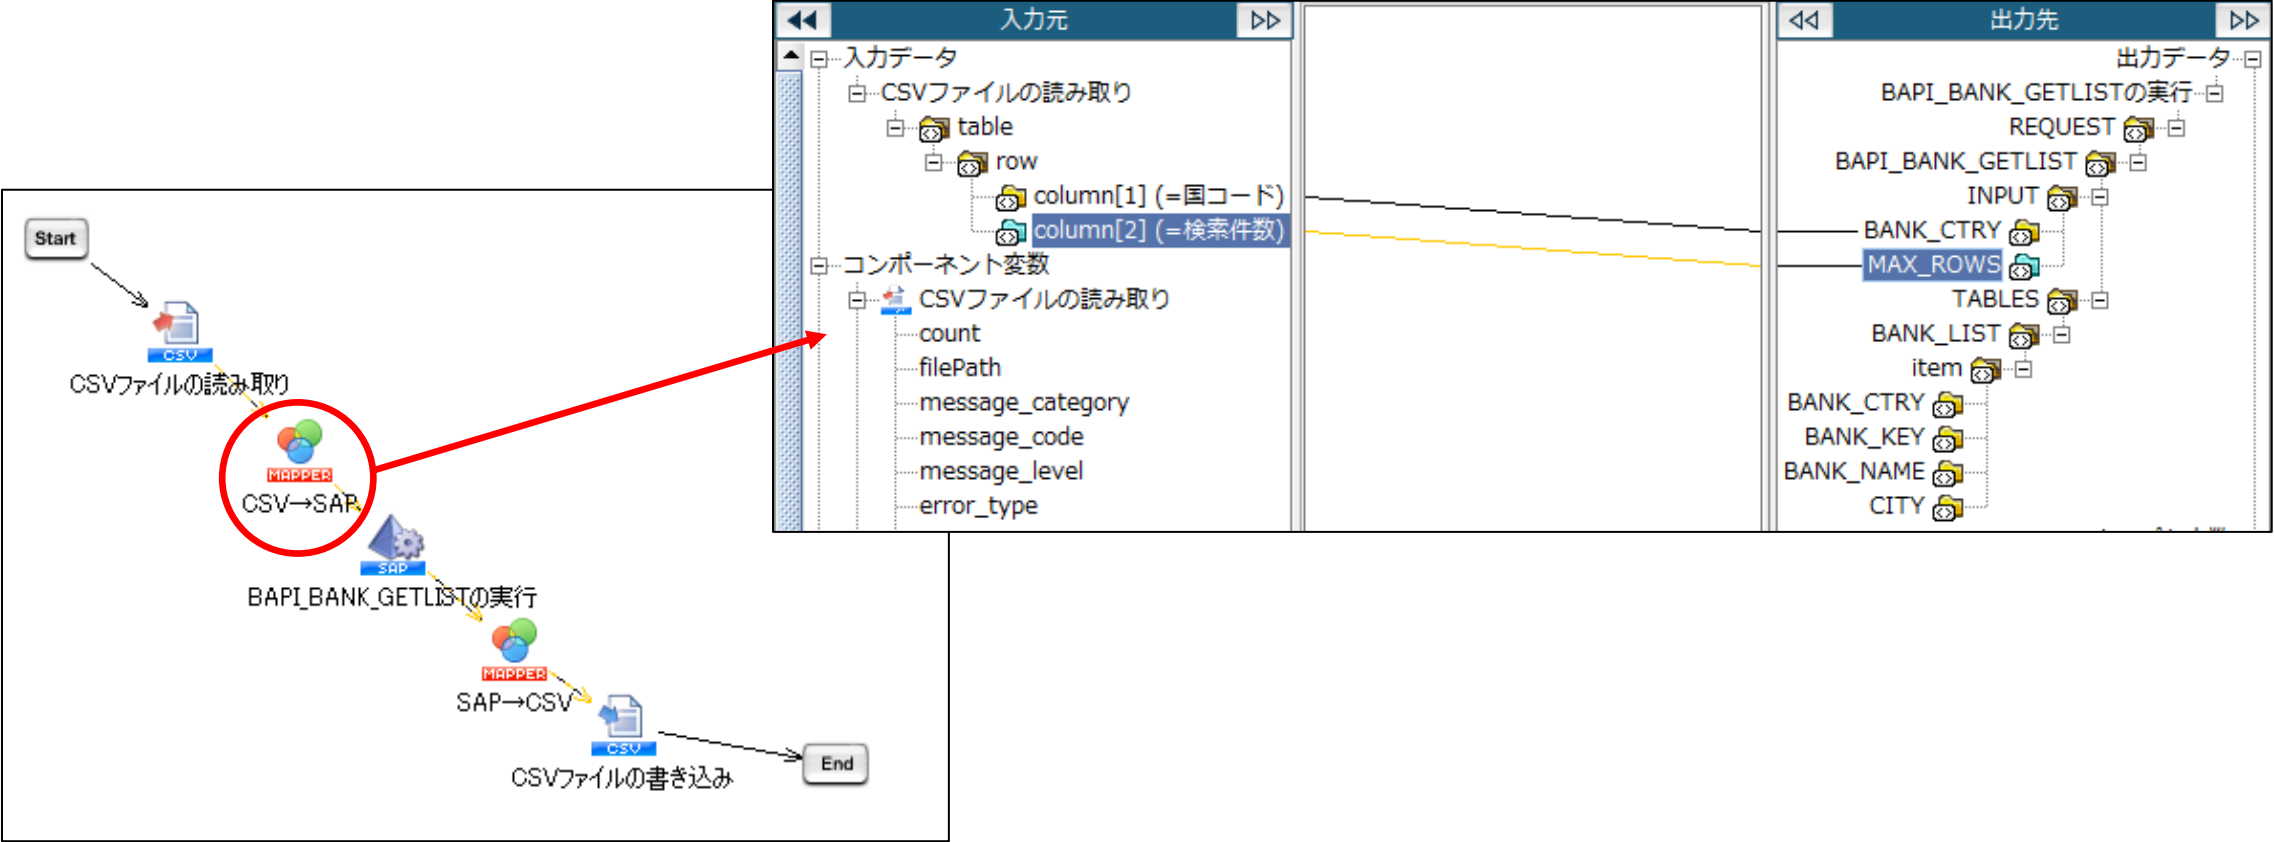 Start
CSV
CSVファイルの読み取り
MAPPER
CSV→SAP
SAP
BAPI_BANK_GETLISTの実行
MAPPER
SAP→CSV
CSV
CSVファイルの書き込み
End
入力元
入力データ
CSVファイルの読み取り
table
row
column[1] (=国コード)
column[2] (=検索件数)
コンポーネント変数
CSVファイルの読み取り
count
filePath
message_category
message_code
message_level
error_type
出力先
出力データ
BAPI_BANK_GETLISTの実行
REQUEST
BAPI_BANK_GETLIST
INPUT
BANK_CTRY
MAX_ROWS
TABLES
BANK_LIST
item
BANK_CTRY
BANK_KEY
BANK_NAME
CITY